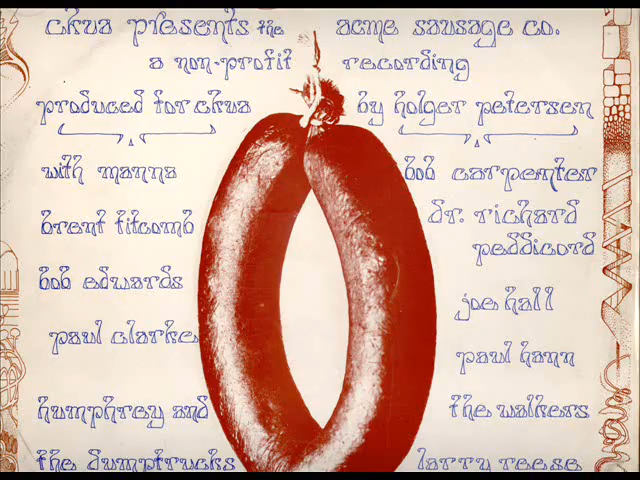 ckua presents the acme sausage co.
a non-profit recording
produced for ckua by holger petersen
with manna bob carpenter
brent titcomb dr. richard
peddicord
bob edwards joe hall
paul clarke paul hann
humphrey and the walkers
the dumptrucks larry reese